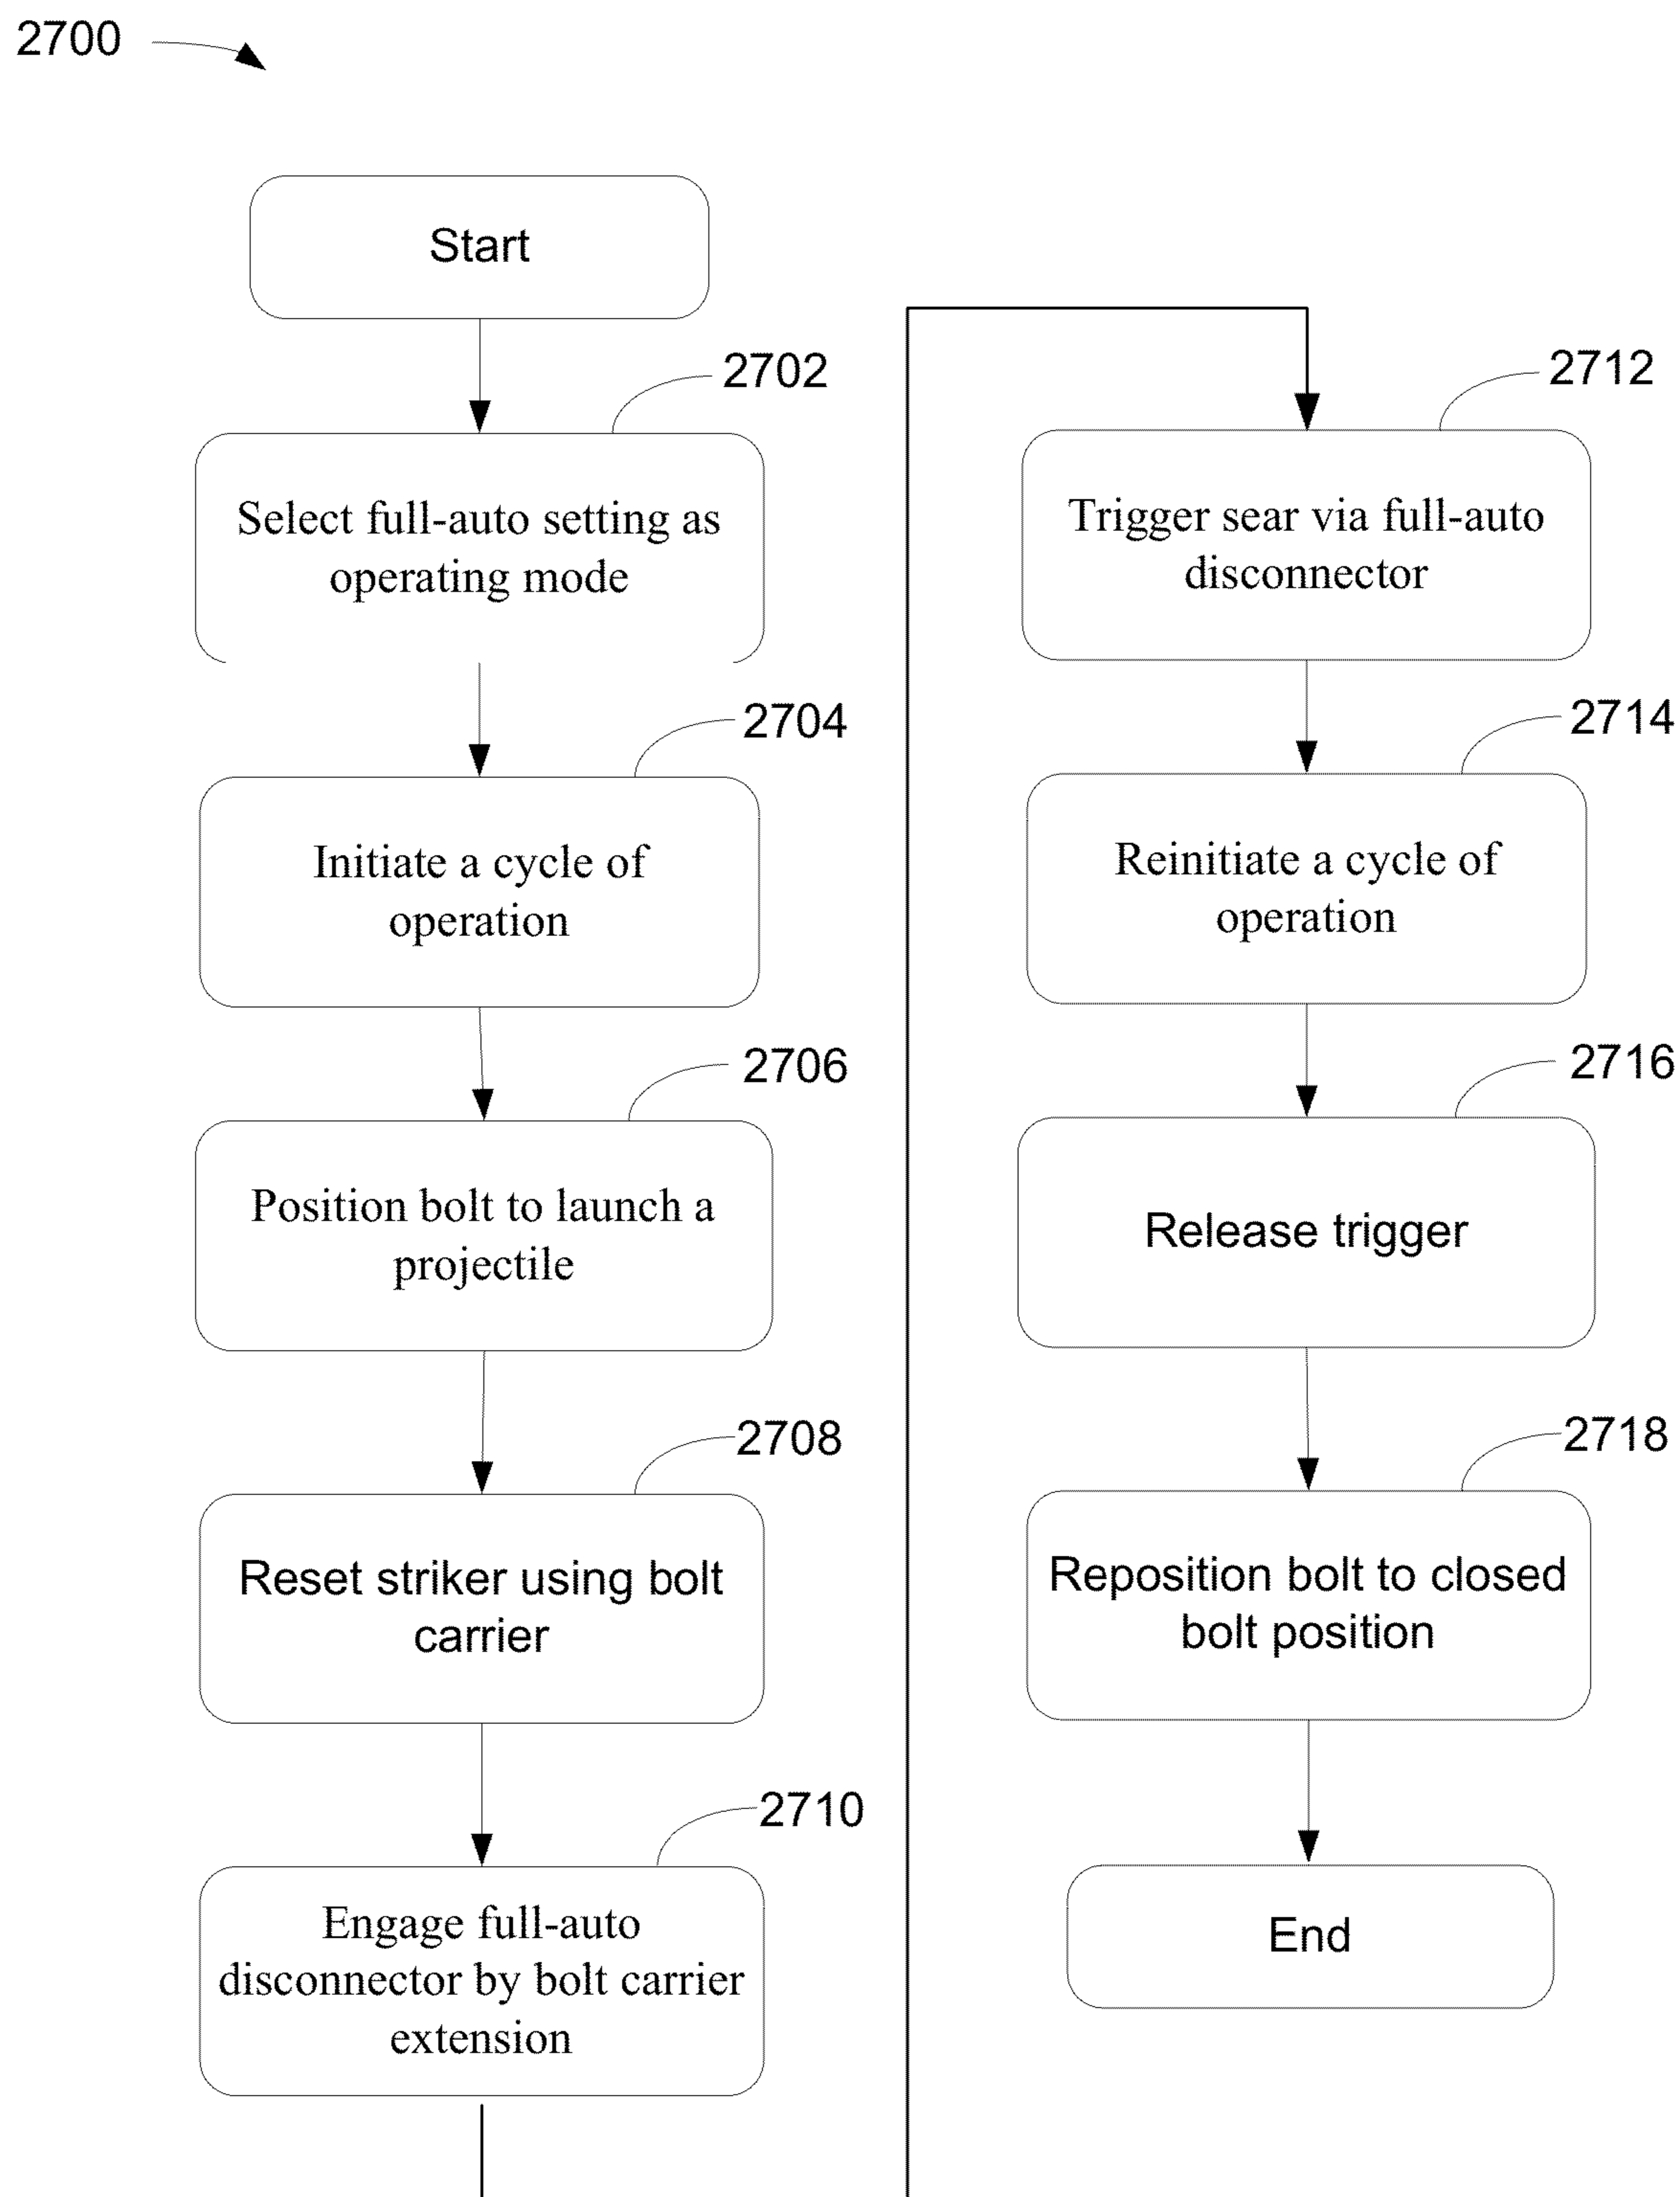 2700
Start
2702
Select full-auto setting as
operating mode
2704
Initiate a cycle of
operation
2706
Position bolt to launch a
projectile
2708
Reset striker using bolt
carrier
2710
Engage full-auto
disconnector by bolt carrier
extension
2712
Trigger sear via full-auto
disconnector
2714
Reinitiate a cycle of
operation
2716
Release trigger
2718
Reposition bolt to closed
bolt position
End